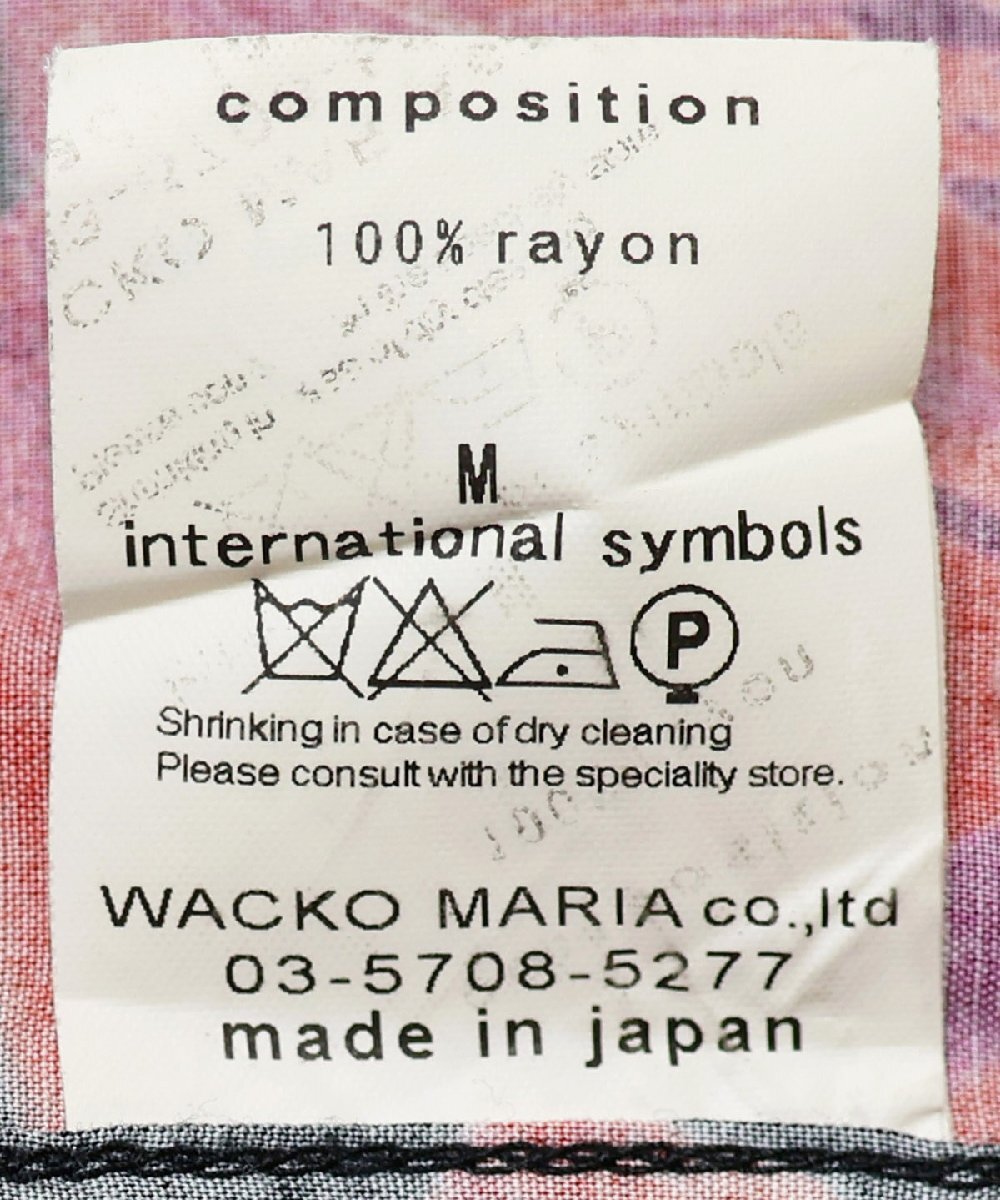 composition
100% rayon
M
international symbols
P
Shrinking in case of dry cleaning
Please consult with the speciality store.
WACKO MARIA co.,ltd
03-5708-5277
made in japan